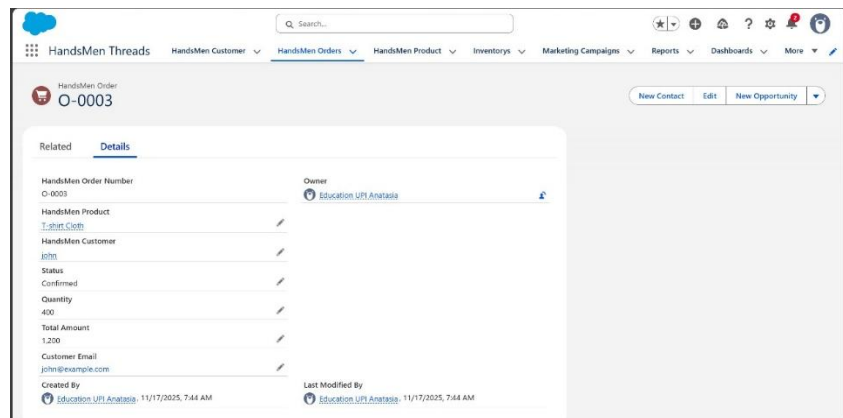 Search...
2
HandsMen Threads
HandsMen Customer
HandsMen Orders
HandsMen Product
Inventorys
Marketing Campaigns
Reports
Dashboards
More
HandsMen Order
O-0003
New Contact
Edit
New Opportunity
Related
Details
HandsMen Order Number
O-0003
Owner
Education UPI Anatasia
HandsMen Product
T-shirt Cloth
HandsMen Customer
john
Status
Confirmed
Quantity
400
Total Amount
1,200
Customer Email
john@example.com
Created By
Education UPI Anatasia, 11/17/2025, 7:44 AM
Last Modified By
Education UPI Anatasia, 11/17/2025, 7:44 AM